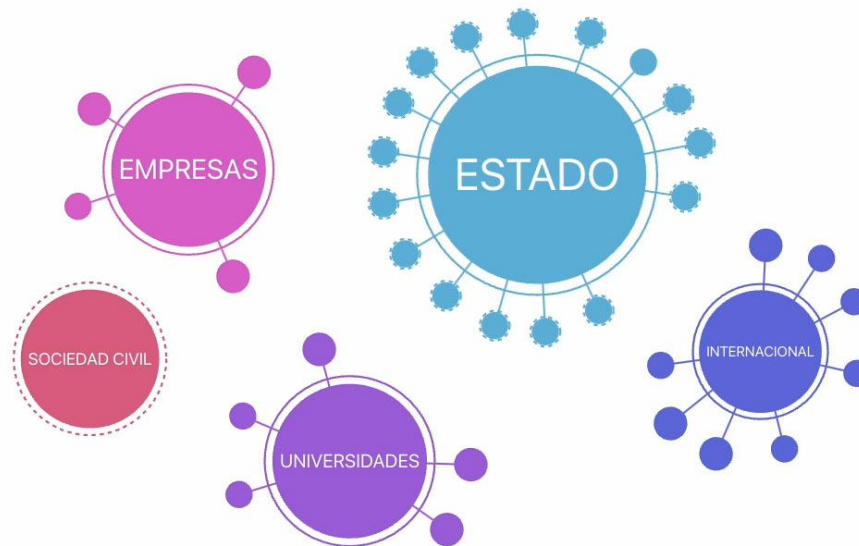 EMPRESAS
ESTADO
SOCIEDAD CIVIL
INTERNACIONAL
UNIVERSIDADES